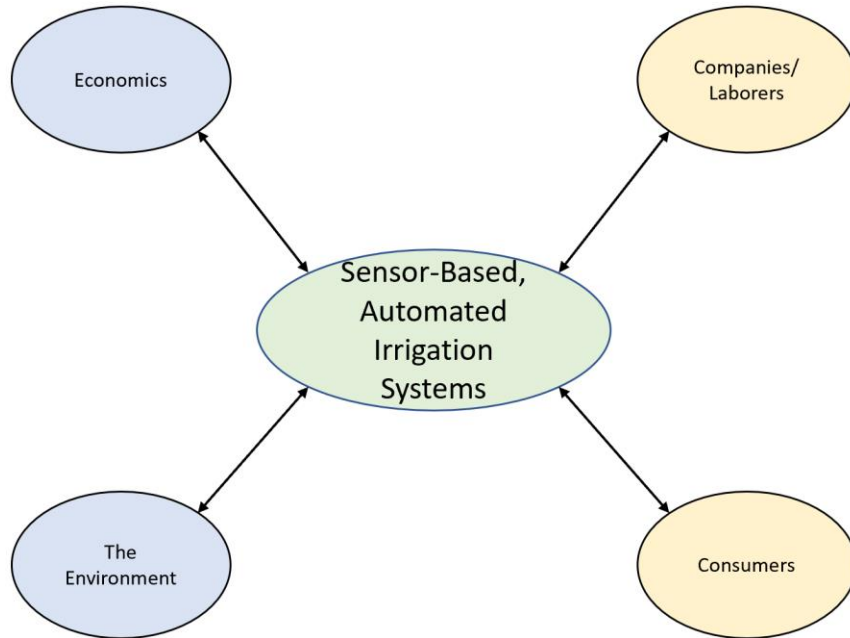 Economics
Companies/
Laborers
Sensor-Based,
Automated
Irrigation
Systems
The
Environment
Consumers